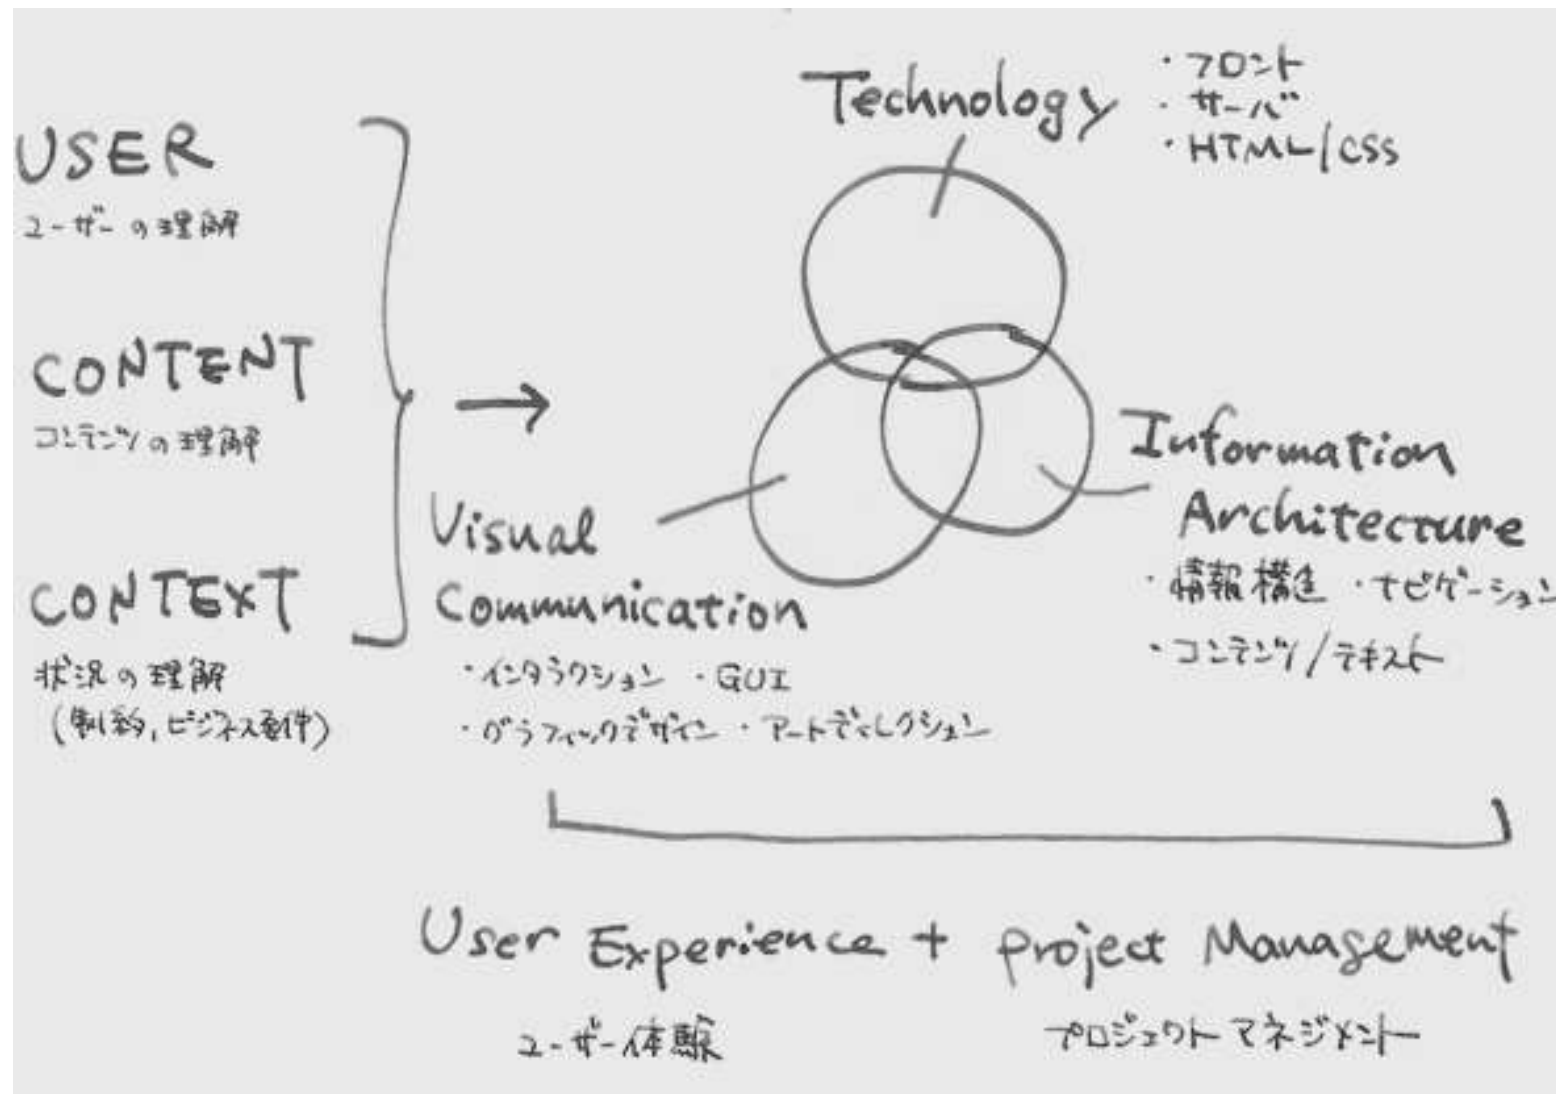 USER
ユーザーの理解
CONTENT
コンテンツの理解
CONTEXT
状況の理解
(制約,ビジネス要件)
Technology
・フロント
・サーバ
・HTML/CSS
Visual
Communication
・インタラクション ・GUI
・グラフィックデザイン ・アートディレクション
Information
Architecture
・情報構造 ・ナビゲーション
・コンテンツ/テキスト
User Experience + Project Management
ユーザー体験
プロジェクトマネジメント